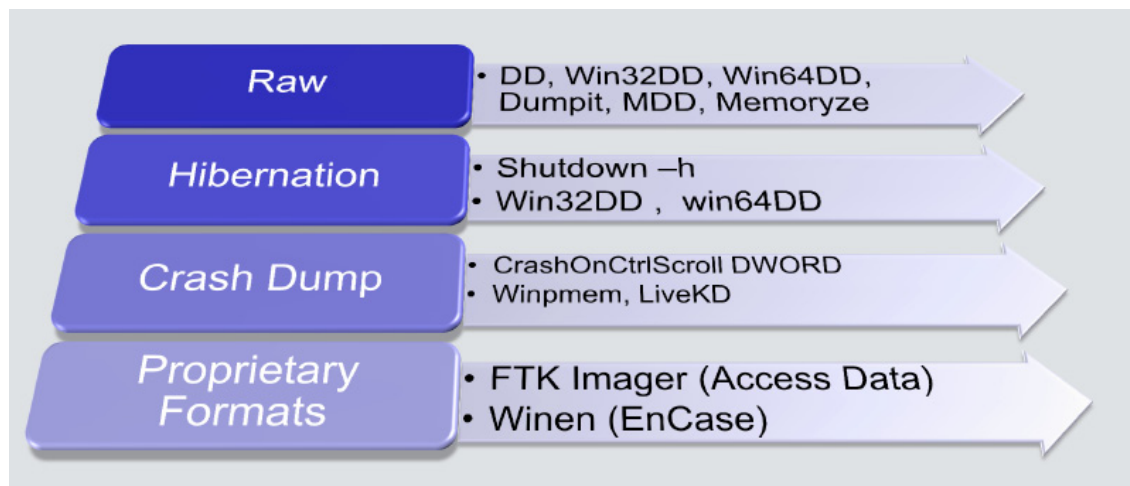 Raw
• DD, Win32DD, Win64DD,
Dumpit, MDD, Memoryze
Hibernation
• Shutdown –h
• Win32DD , win64DD
Crash Dump
• CrashOnCtrlScroll DWORD
• Winpmem, LiveKD
Proprietary
Formats
• FTK Imager (Access Data)
• Winen (EnCase)